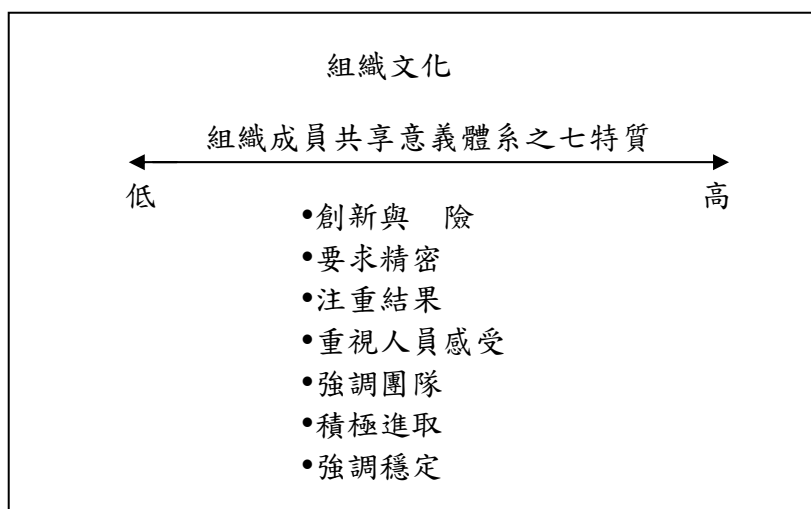 組織文化
組織成員共享意義體系之七特質
低
高
•創新與 險
•要求精密
•注重結果
•重視人員感受
•強調團隊
•積極進取
•強調穩定